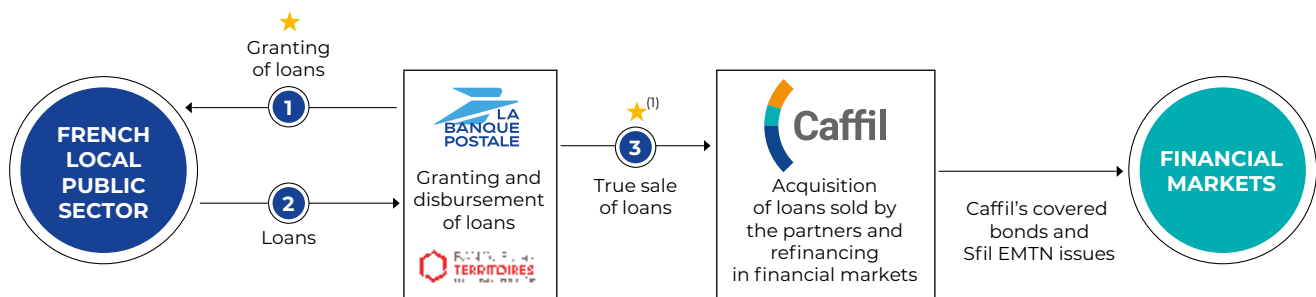 Granting
of loans
1
FRENCH
LOCAL
PUBLIC
SECTOR
2
Loans
LA
BANQUE
POSTALE
Granting and
disbursement
of loans
TERRITOIRES
(1)
3
True sale
of loans
Caffil
Acquisition
of loans sold by
the partners and
refinancing
in financial markets
Caffil's covered
bonds and
Sfil EMTN issues
FINANCIAL
MARKETS